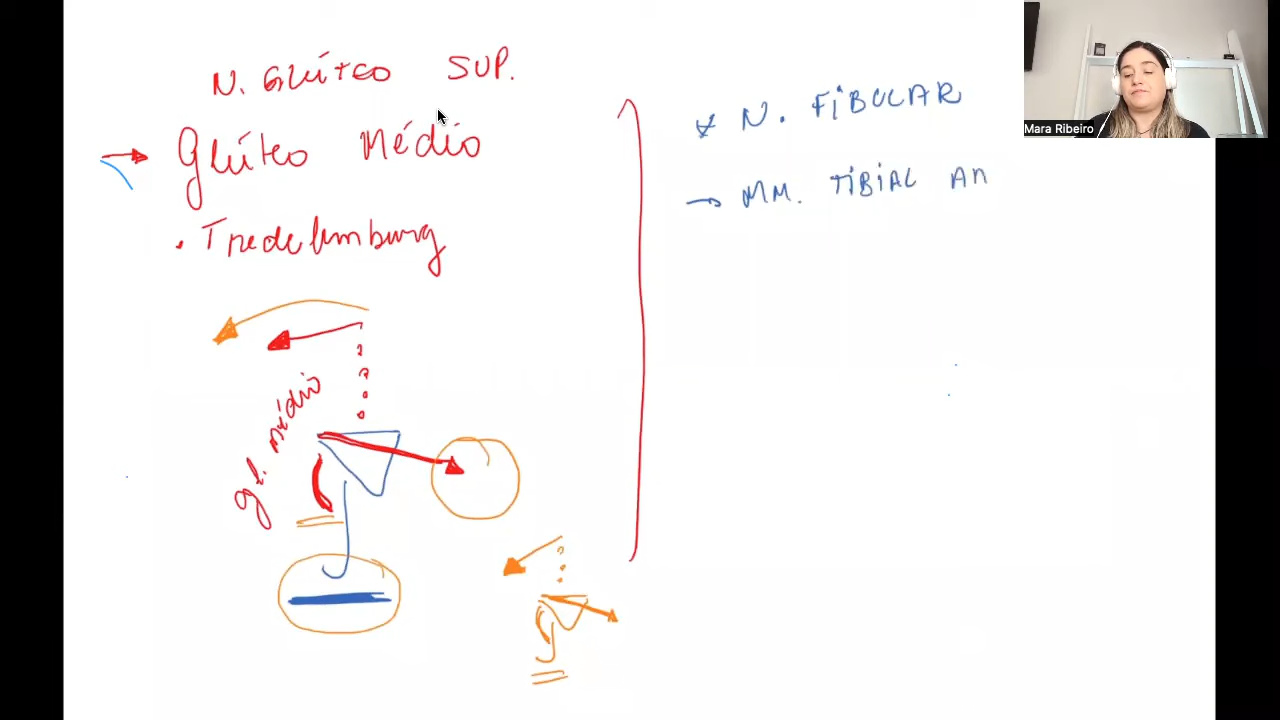 N. GLÚTEO SUP.
Glúteo Médio
. Tredelemburg
gl. médio
N. FIBULAR
→ MM. TIBIAL AN
Mara Ribeiro